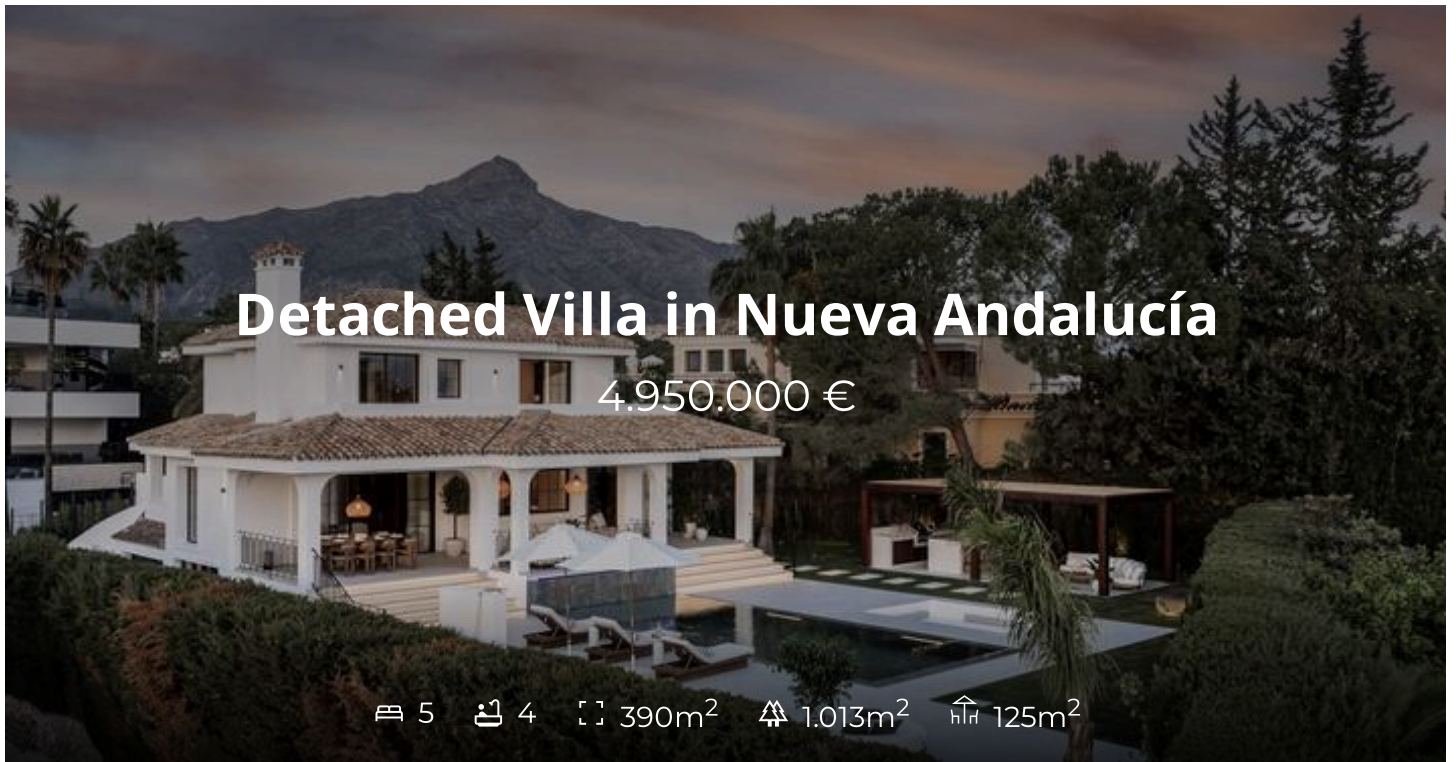 Detached Villa in Nueva Andalucía
4.950.000 €
5 4 390m² 1.013m² 125m²